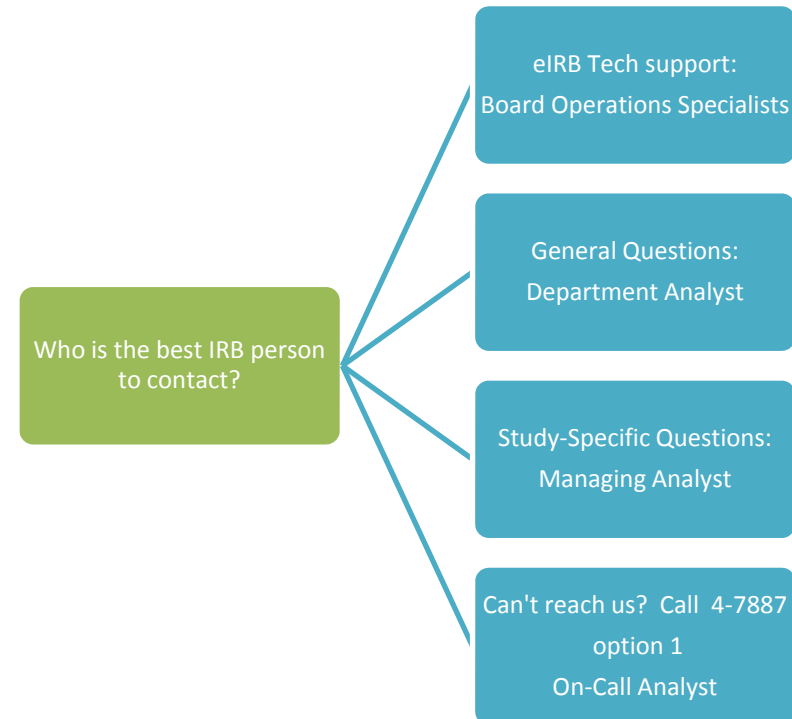 Who is the best IRB person
to contact?
eIRB Tech support:
Board Operations Specialists
General Questions:
Department Analyst
Study-Specific Questions:
Managing Analyst
Can't reach us?  Call  4-7887
option 1
On-Call Analyst